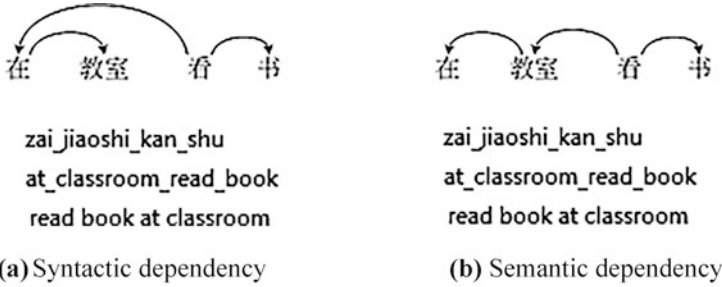 在 教室 看 书
zai_jiaoshi_kan_shu
at_classroom_read_book
read book at classroom
(a) Syntactic dependency
在 教室 看 书
zai_jiaoshi_kan_shu
at_classroom_read_book
read book at classroom
(b) Semantic dependency